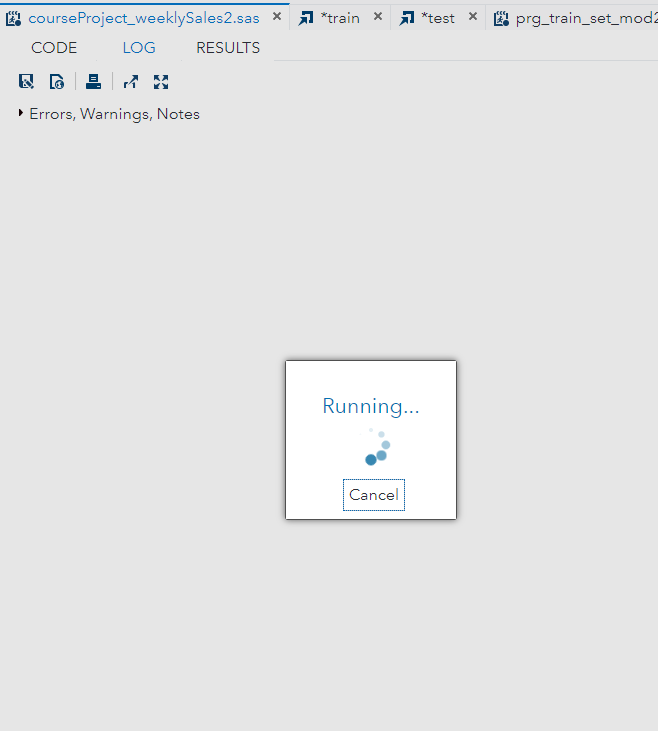 courseProject_weeklySales2.sas × *train × *test × prg_train_set_mod2
CODE LOG RESULTS
Errors, Warnings, Notes
Running...
Cancel